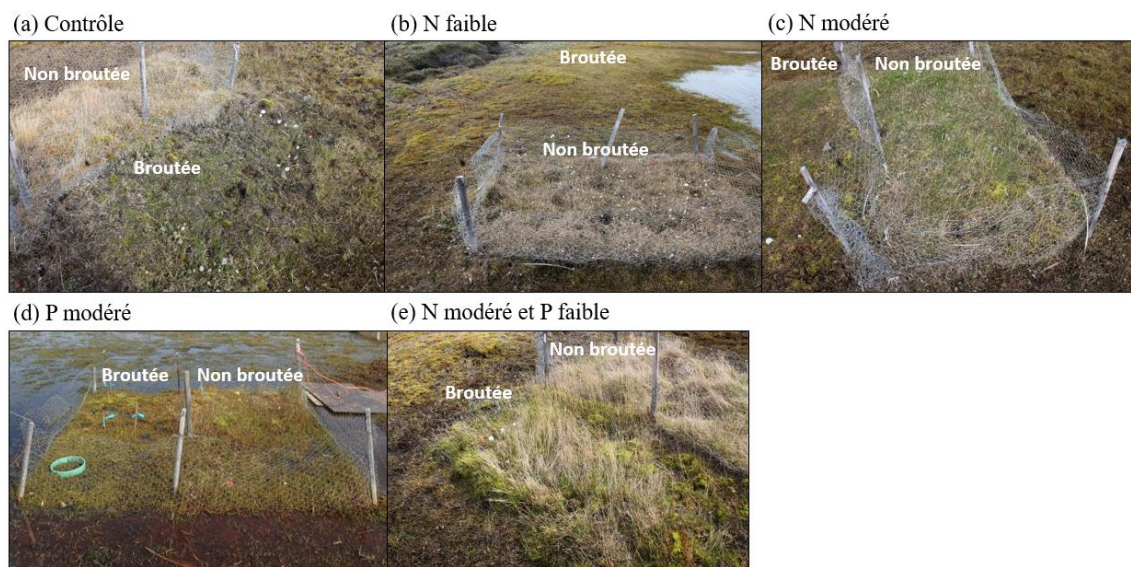 (a) Contrôle
(b) N faible
(c) N modéré
Non broutée
Broutée
Broutée
Non broutée
Broutée
Non broutée
(d) P modéré
(e) N modéré et P faible
Broutée
Non broutée
Broutée
Non broutée